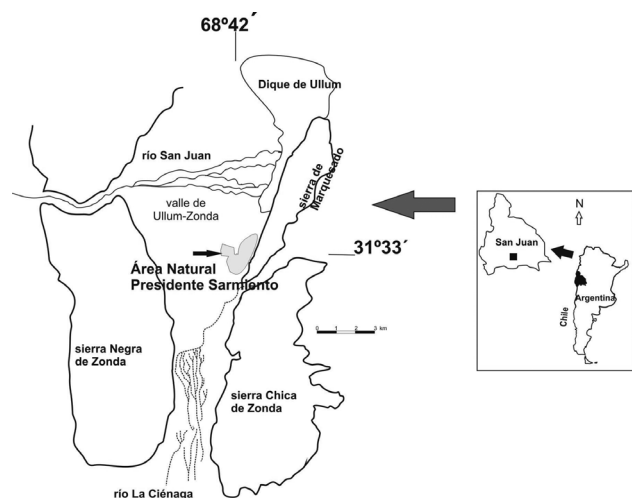 68°42´
Dique de Ullum
río San Juan
sierra de
Marquesado
valle de
Ullum-Zonda
31º33´
Área Natural
Presidente Sarmiento
0 1 2 3 km
sierra Negra
de Zonda
sierra Chica
de Zonda
río La Ciénaga
N
San Juan
Argentina
Chile